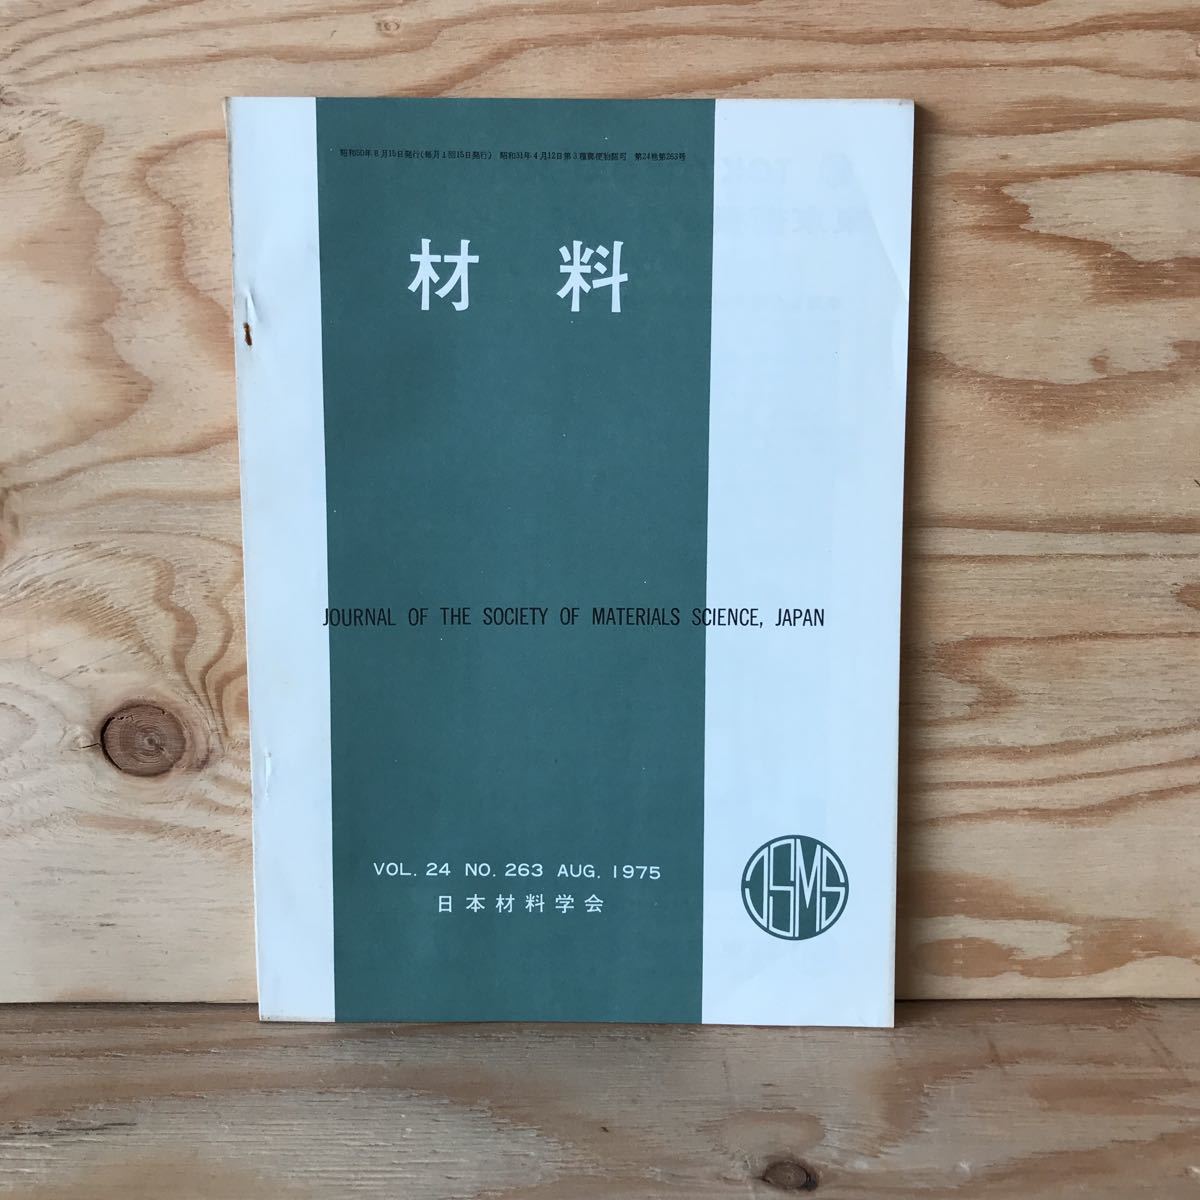 昭和50年8月15日発行(毎月1回15日発行) 昭和31年4月12日第3種郵便物認可 第24巻第263号
材料
JOURNAL OF THE SOCIETY OF MATERIALS SCIENCE, JAPAN
VOL. 24 NO. 263 AUG. 1975
日本材料学会
JSMS